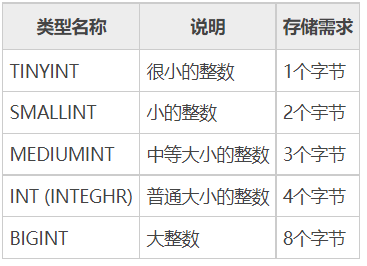 类型名称 说明 存储需求
TINYINT 很小的整数 1个字节
SMALLINT 小的整数 2个宇节
MEDIUMINT 中等大小的整数 3个字节
INT (INTEGHR) 普通大小的整数 4个字节
BIGINT 大整数 8个字节